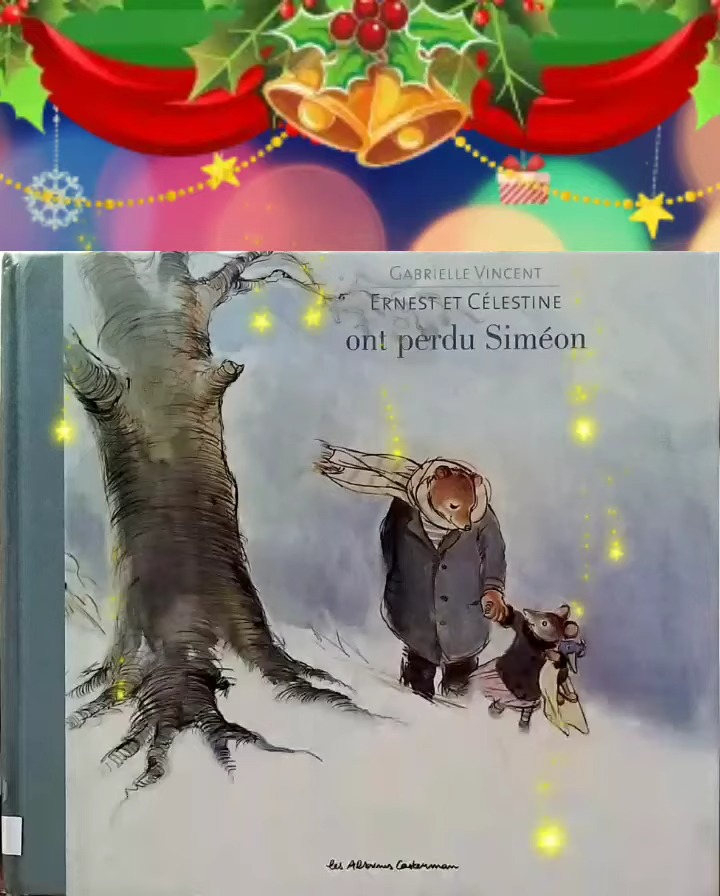 GABRIELLE VINCENT
ERNEST ET CÉLESTINE
ont perdu Siméon
Les Albums Casterman